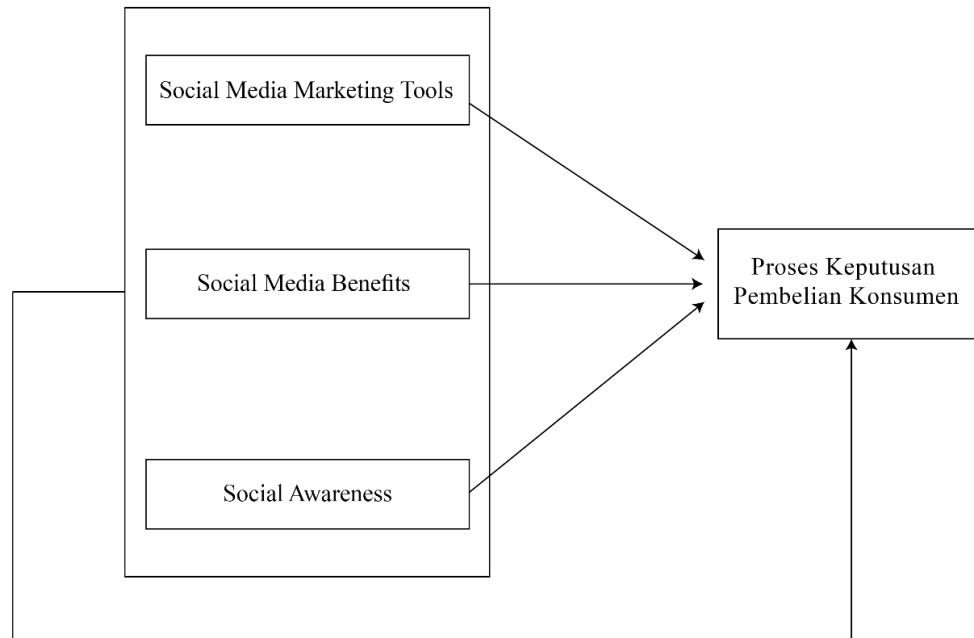 Social Media Marketing Tools
Social Media Benefits
Social Awareness
Proses Keputusan
Pembelian Konsumen